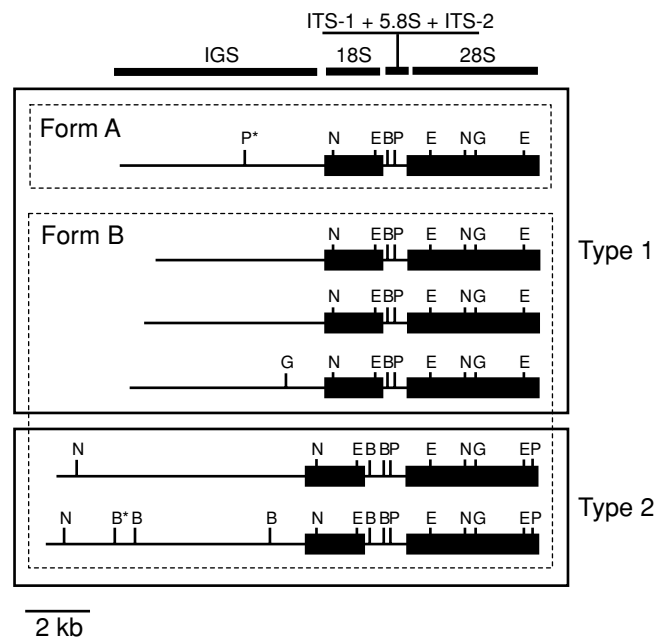 ITS-1 + 5.8S + ITS-2
IGS 18S 28S
Form A
P* N E B P E N G E
Form B
N E B P E N G E
Type 1
N E B P E N G E
G N E B P E N G E
N N E B B P E N G E P
Type 2
N B* B B N E B B P E N G E P
2 kb